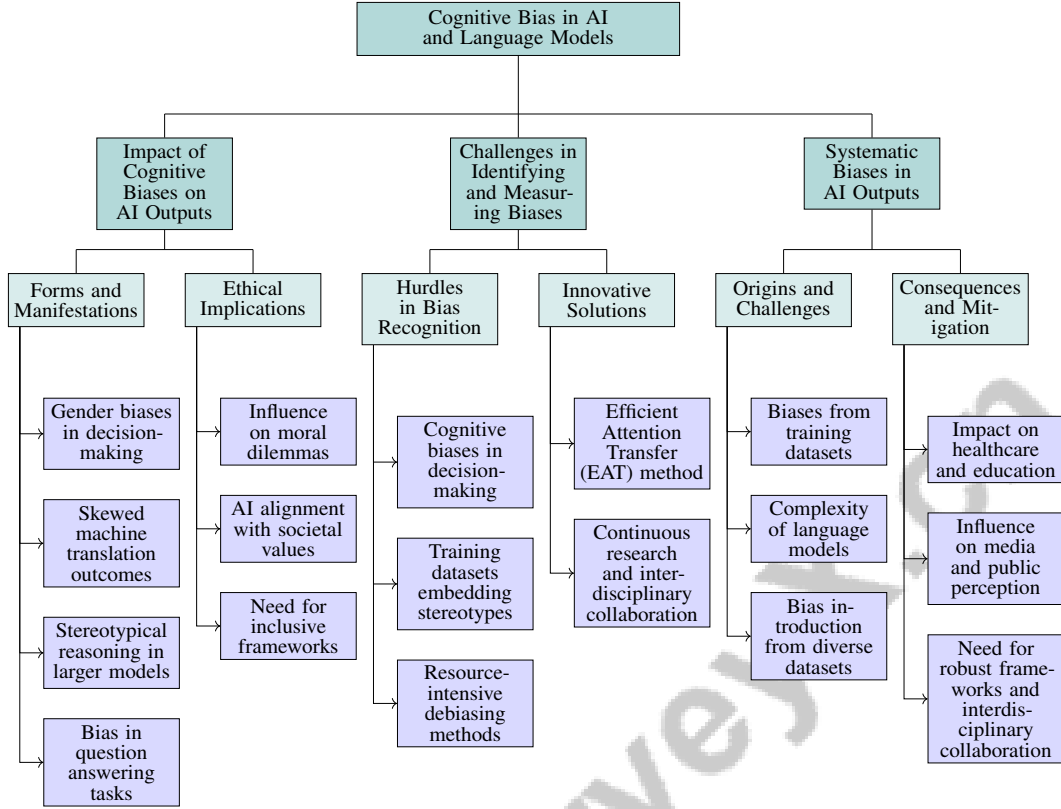 Cognitive Bias in AI
and Language Models
Impact of
Cognitive
Biases on
AI Outputs
Challenges in
Identifying
and Measur-
ing Biases
Systematic
Biases in
AI Outputs
Forms and
Manifestations
Ethical
Implications
Hurdles
in Bias
Recognition
Innovative
Solutions
Origins and
Challenges
Consequences
and Mit-
igation
Gender biases
in decision-
making
Skewed
machine
translation
outcomes
Stereotypical
reasoning in
larger models
Bias in
question
answering
tasks
Influence
on moral
dilemmas
AI alignment
with societal
values
Need for
inclusive
frameworks
Cognitive
biases in
decision-
making
Training
datasets
embedding
stereotypes
Resource-
intensive
debiasing
methods
Efficient
Attention
Transfer
(EAT) method
Continuous
research
and inter-
disciplinary
collaboration
Biases from
training
datasets
Complexity
of language
models
Bias in-
troduction
from diverse
datasets
Impact on
healthcare
and education
Influence
on media
and public
perception
Need for
robust frame-
works and
interdis-
ciplinary
collaboration